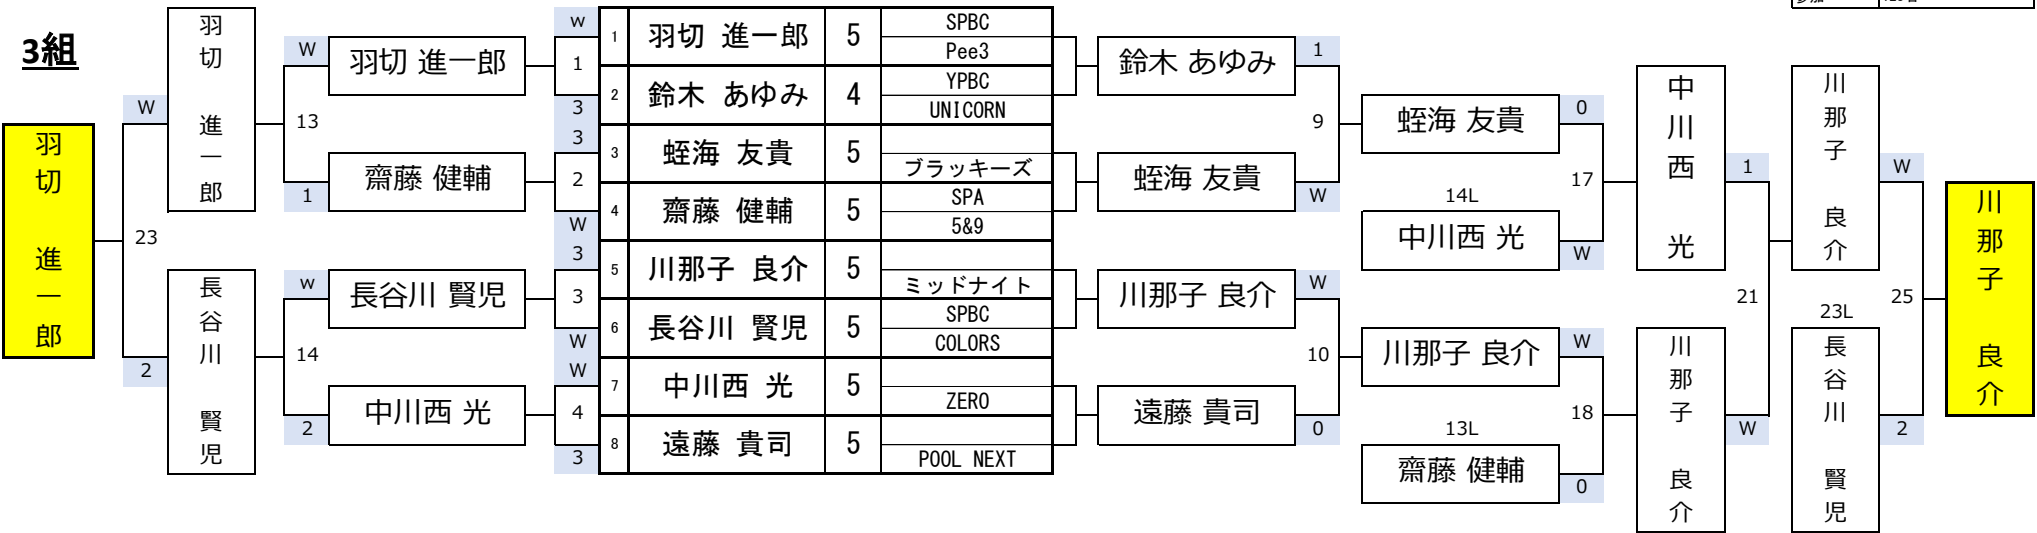 3組
羽切 進一郎
W
23
2
羽切 進一郎
長谷川 賢児
W
13
1
w
14
2
羽切 進一郎
齋藤 健輔
長谷川 賢児
中川西 光
w
1
3
3
2
W
3
3
W
W
4
3
1 羽切 進一郎 5 SPBC
Pee3
2 鈴木 あゆみ 4 YPBC
UNICORN
3 蛭海 友貴 5
ブラッキーズ
4 齋藤 健輔 5 SPA
5&9
5 川那子 良介 5
ミッドナイト
6 長谷川 賢児 5 SPBC
COLORS
7 中川西 光 5
ZERO
8 遠藤 貴司 5
POOL NEXT
鈴木 あゆみ
蛭海 友貴
川那子 良介
遠藤 貴司
1
9
W
W
10
0
蛭海 友貴
14L
中川西 光
川那子 良介
13L
齋藤 健輔
0
17
W
W
18
0
中川西 光
川那子 良介
1
21
W
川那子 良介
23L
長谷川 賢児
W
25
2
川那子 良介